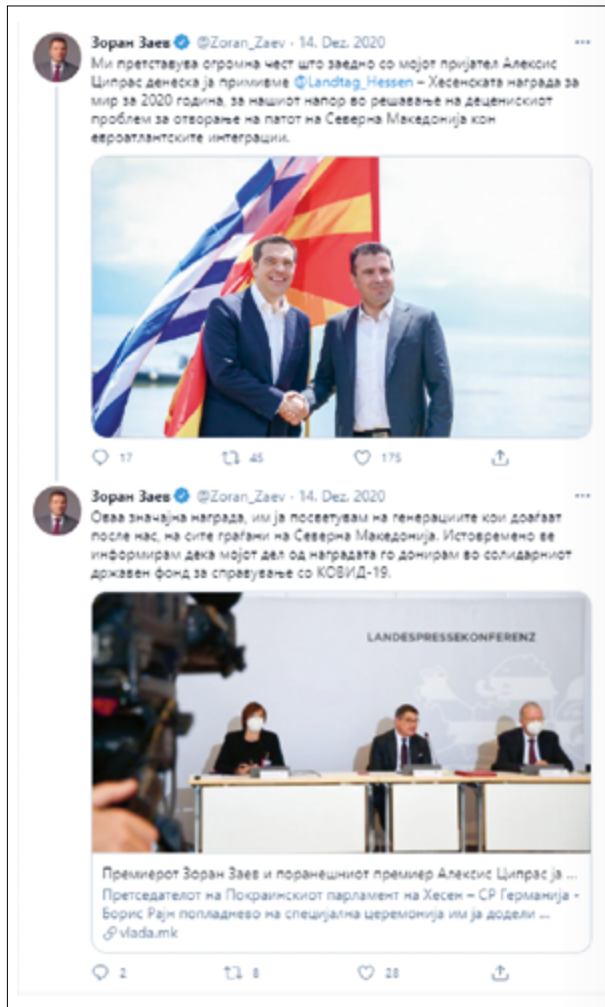 Зоран Заев @Zoran_Zaev · 14. Dez. 2020
Ми претставува огромна чест што заедно со мојот пријател Алексис
Ципрас денеска ја примивме @Landtag_Hessen – Хесенската награда за
мир за 2020 година, за нашиот напор во решавање на децениskiот
проблем за отворање на патот на Северна Македонија кон
евроатлантските интеграции.
17 45 175
Зоран Заев @Zoran_Zaev · 14. Dez. 2020
Оваа значајна награда, им ја посветувам на генерациите кои доаѓаат
после нас, на сите граѓани на Северна Македонија. Истовремено ве
информирам дека мојот дел од наградата го донирам во солидарниот
државен фонд за справување со КОВИД-19.
LANDESPRESSEKONFERENZ
Премиерот Зоран Заев и поранешниот премиер Алексис Ципрас ја ...
Претседателот на Покраинскиот парламент на Хесен – СР Германија -
Борис Рајн попладнево на специјална церемонија им ја додели ...
vlada.mk
2 8 28